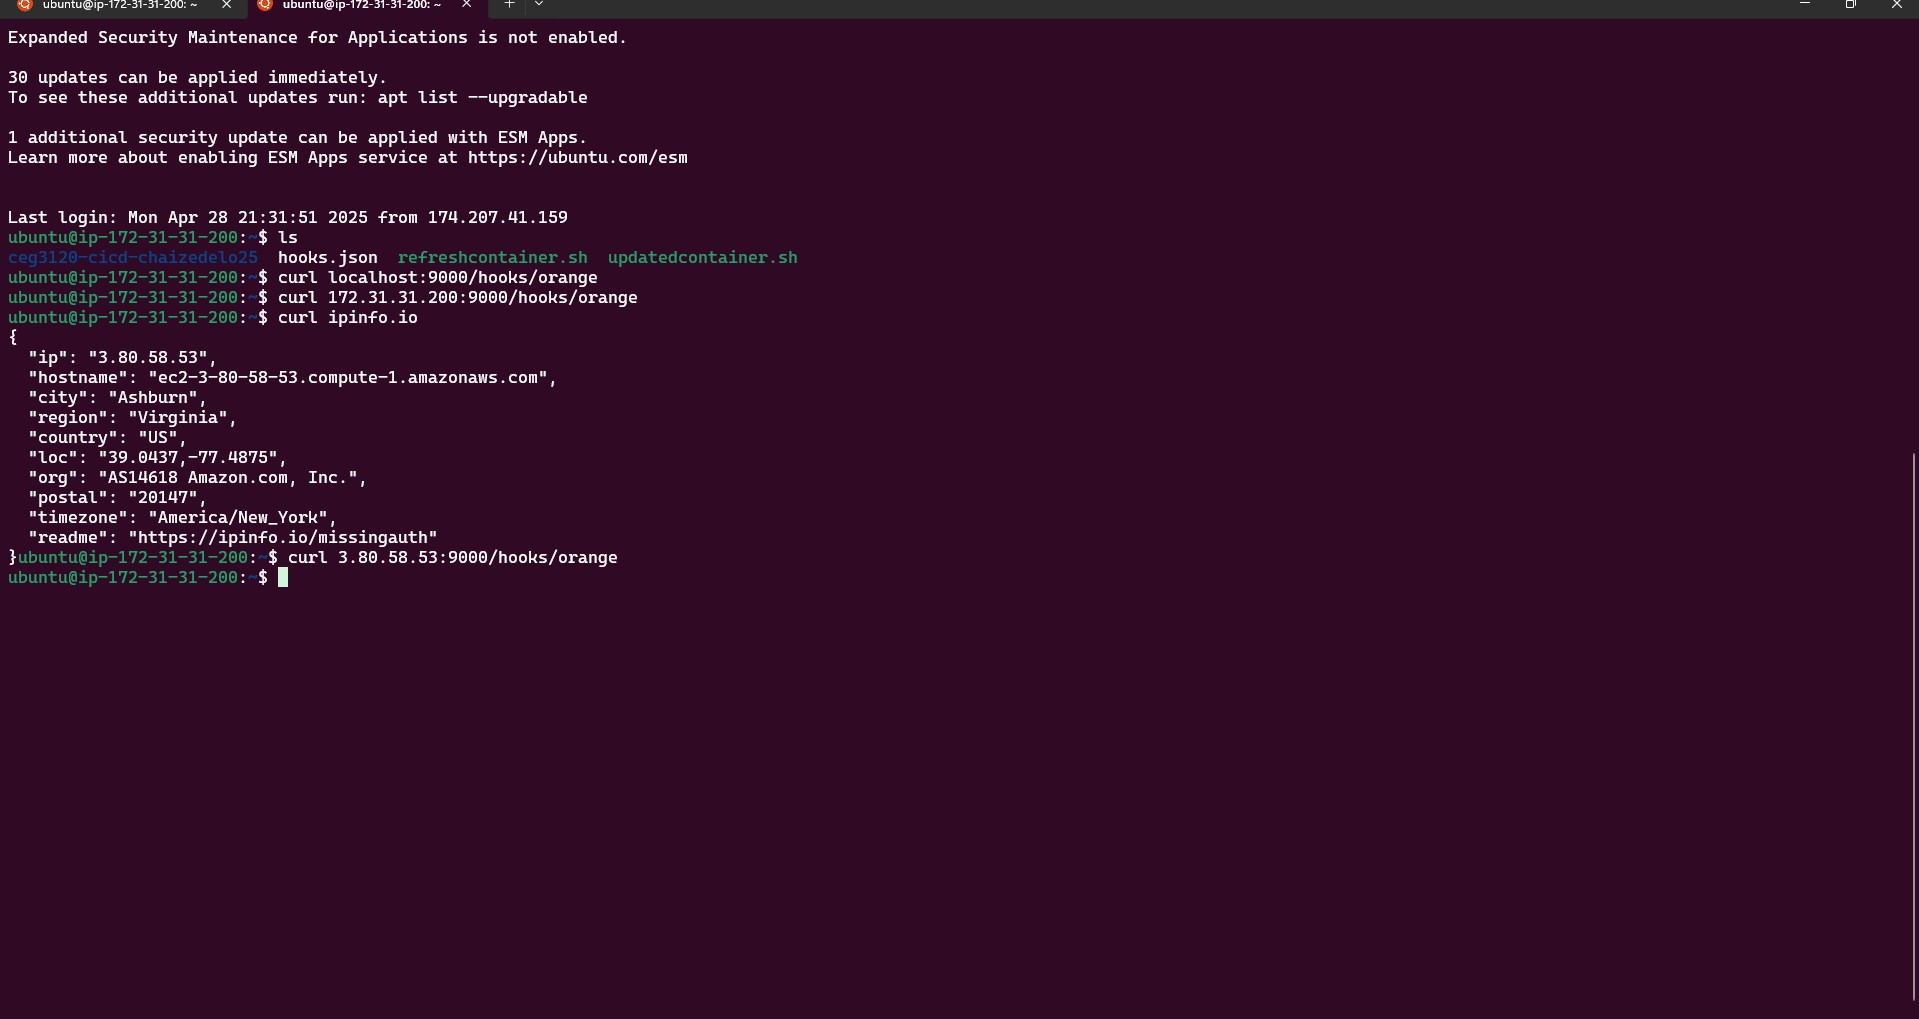 ubuntu@ip-172-31-31-200: ~
ubuntu@ip-172-31-31-200: ~
Expanded Security Maintenance for Applications is not enabled.
30 updates can be applied immediately.
To see these additional updates run: apt list --upgradable
1 additional security update can be applied with ESM Apps.
Learn more about enabling ESM Apps service at https://ubuntu.com/esm
Last login: Mon Apr 28 21:31:51 2025 from 174.207.41.159
ubuntu@ip-172-31-31-200:~$ ls
ceg3120-cicd-chaizedelo25  hooks.json  refreshcontainer.sh  updatedcontainer.sh
ubuntu@ip-172-31-31-200:~$ curl localhost:9000/hooks/orange
ubuntu@ip-172-31-31-200:~$ curl 172.31.31.200:9000/hooks/orange
ubuntu@ip-172-31-31-200:~$ curl ipinfo.io
{
  "ip": "3.80.58.53",
  "hostname": "ec2-3-80-58-53.compute-1.amazonaws.com",
  "city": "Ashburn",
  "region": "Virginia",
  "country": "US",
  "loc": "39.0437,-77.4875",
  "org": "AS14618 Amazon.com, Inc.",
  "postal": "20147",
  "timezone": "America/New_York",
  "readme": "https://ipinfo.io/missingauth"
}ubuntu@ip-172-31-31-200:~$ curl 3.80.58.53:9000/hooks/orange
ubuntu@ip-172-31-31-200:~$